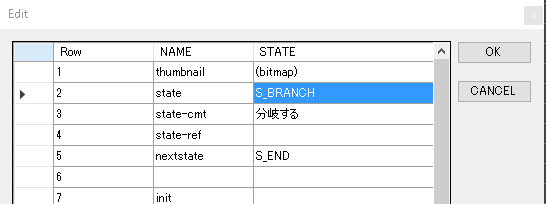 Edit
Row NAME STATE OK
1 thumbnail (bitmap)
2 state S_BRANCH CANCEL
3 state-cmt 分岐する
4 state-ref
5 nextstate S_END
6
7 init